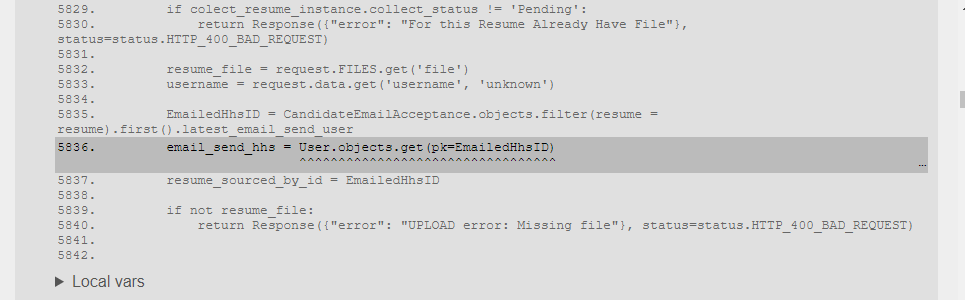 5829. if colect_resume_instance.collect_status != 'Pending':
5830. return Response({"error": "For this Resume Already Have File"},
status=status.HTTP_400_BAD_REQUEST)
5831.
5832. resume_file = request.FILES.get('file')
5833. username = request.data.get('username', 'unknown')
5834.
5835. EmailedHhsID = CandidateEmailAcceptance.objects.filter(resume =
resume).first().latest_email_send_user
5836. email_send_hhs = User.objects.get(pk=EmailedHhsID)
^^^^^^^^^^^^^^^^^^^^^^^^^^^^^^^^^
…
5837. resume_sourced_by_id = EmailedHhsID
5838.
5839. if not resume_file:
5840. return Response({"error": "UPLOAD error: Missing file"}, status=status.HTTP_400_BAD_REQUEST)
5841.
5842.
▶ Local vars